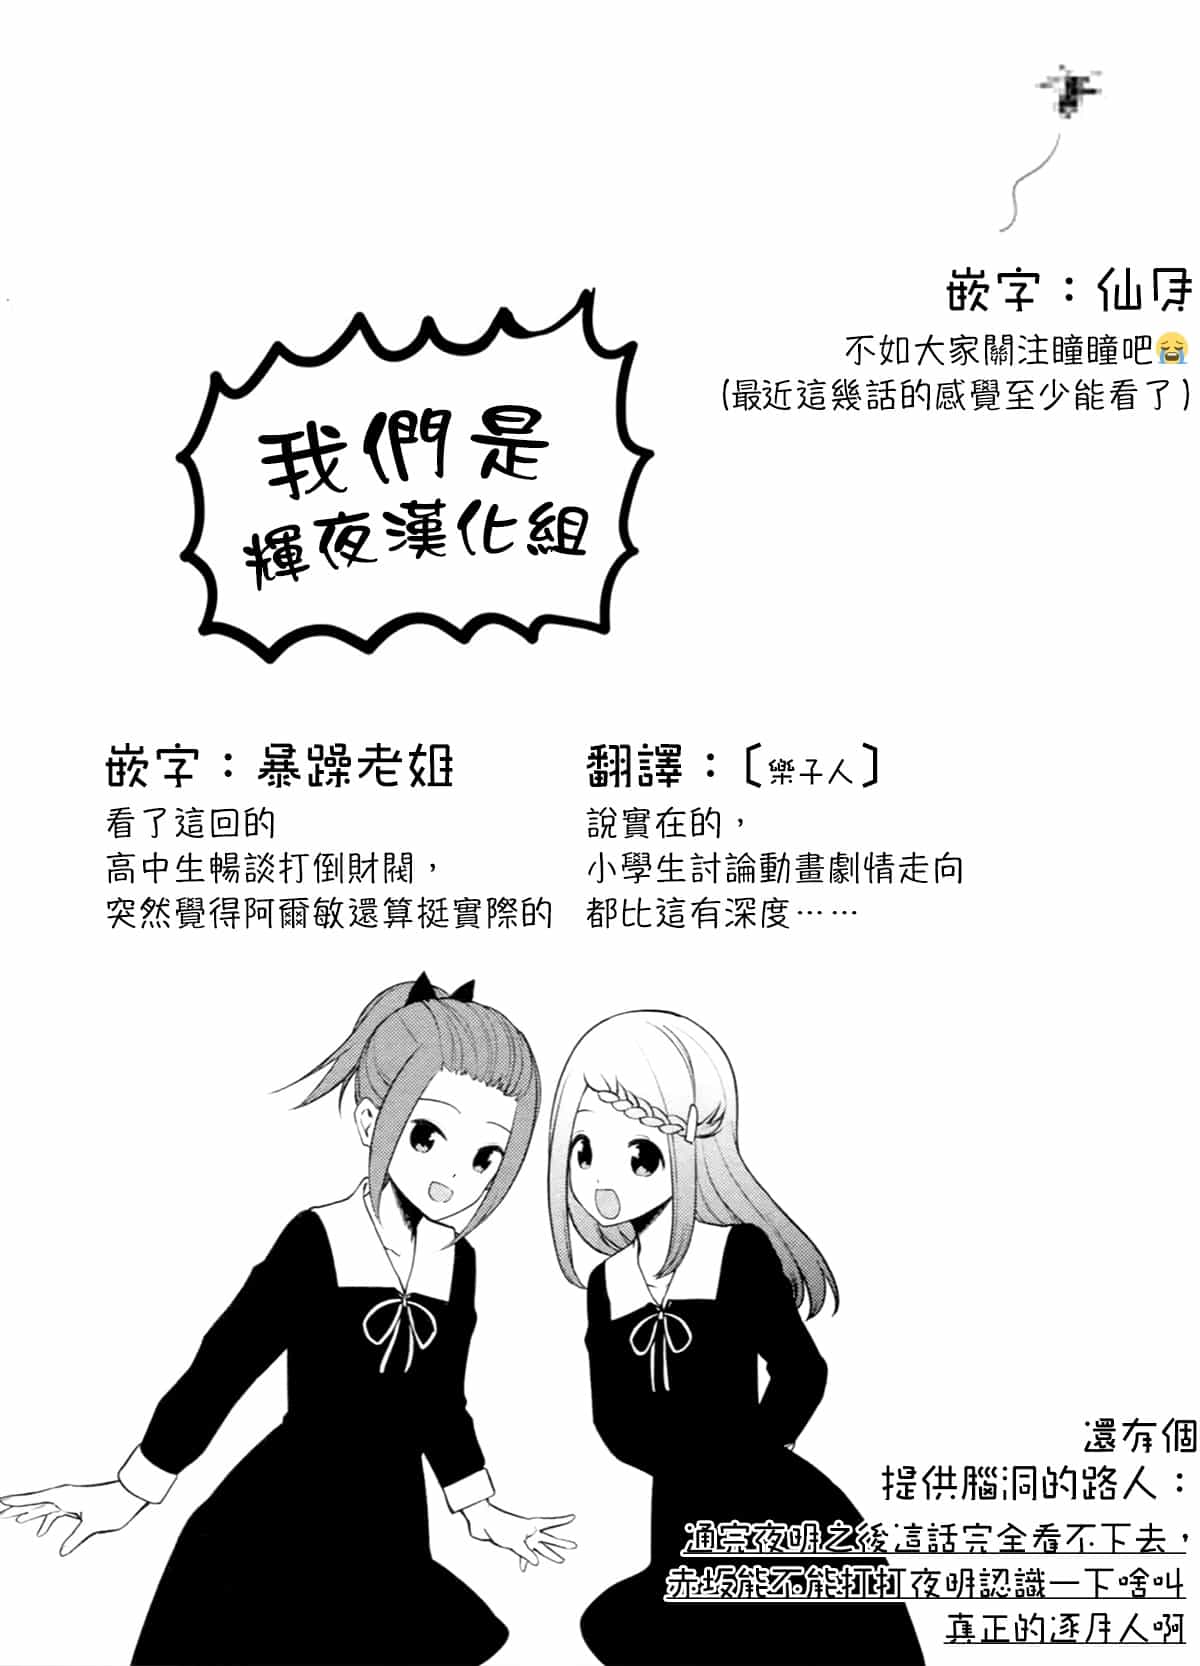 嵌字：仙月
不如大家關注瞳瞳吧😭
(最近這幾話的感覺至少能看了)
我們是
輝夜漢化組
嵌字：暴躁老姐
看了這回的
高中生暢談打倒財閥，
突然覺得阿爾敏還算挺實際的
翻譯：〔樂子人〕
說實在的，
小學生討論動畫劇情走向
都比這有深度⋯⋯
還有個
提供腦洞的路人：
通完夜明之後這話完全看不下去，
赤坂能不能打打夜明認識一下啥叫
真正的逐月人啊